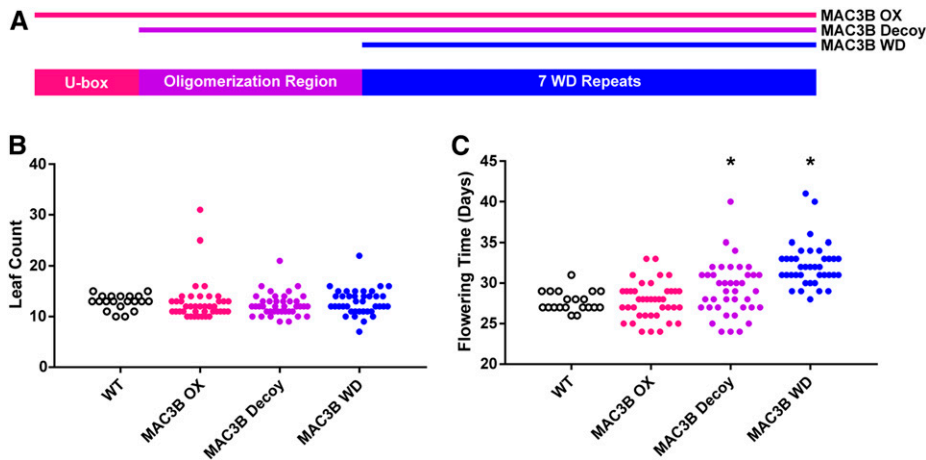 A
MAC3B OX
MAC3B Decoy
MAC3B WD
U-box Oligomerization Region 7 WD Repeats
B
Leaf Count
40
30
20
10
0
WT MAC3B OX MAC3B Decoy MAC3B WD
C
Flowering Time (Days)
45
40
35
30
25
20
* *
WT MAC3B OX MAC3B Decoy MAC3B WD